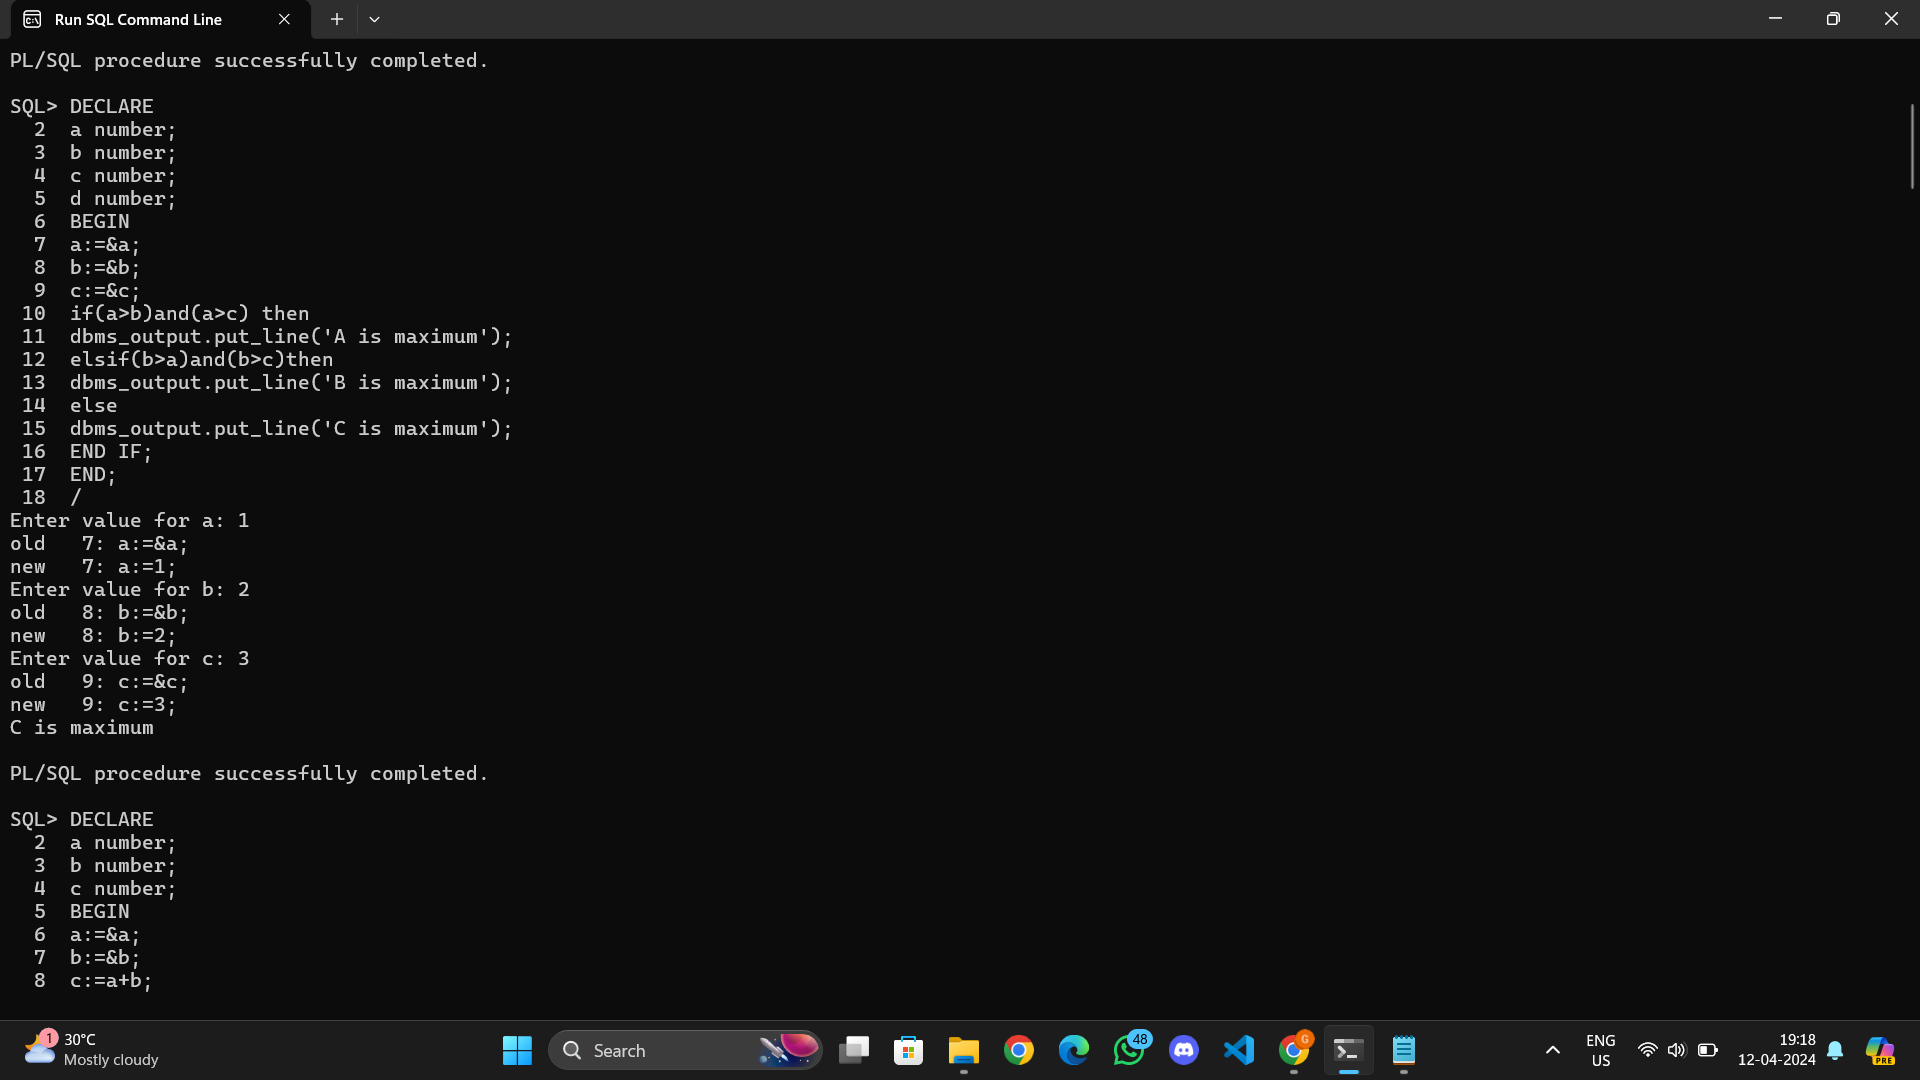 Run SQL Command Line
PL/SQL procedure successfully completed.
SQL> DECLARE
  2  a number;
  3  b number;
  4  c number;
  5  d number;
  6  BEGIN
  7  a:=&a;
  8  b:=&b;
  9  c:=&c;
 10  if(a>b)and(a>c) then
 11  dbms_output.put_line('A is maximum');
 12  elsif(b>a)and(b>c)then
 13  dbms_output.put_line('B is maximum');
 14  else
 15  dbms_output.put_line('C is maximum');
 16  END IF;
 17  END;
 18  /
Enter value for a: 1
old   7: a:=&a;
new   7: a:=1;
Enter value for b: 2
old   8: b:=&b;
new   8: b:=2;
Enter value for c: 3
old   9: c:=&c;
new   9: c:=3;
C is maximum
PL/SQL procedure successfully completed.
SQL> DECLARE
  2  a number;
  3  b number;
  4  c number;
  5  BEGIN
  6  a:=&a;
  7  b:=&b;
  8  c:=a+b;
1
30°C
Mostly cloudy
Search
48
G
ENG
US
19:18
12-04-2024
PRE